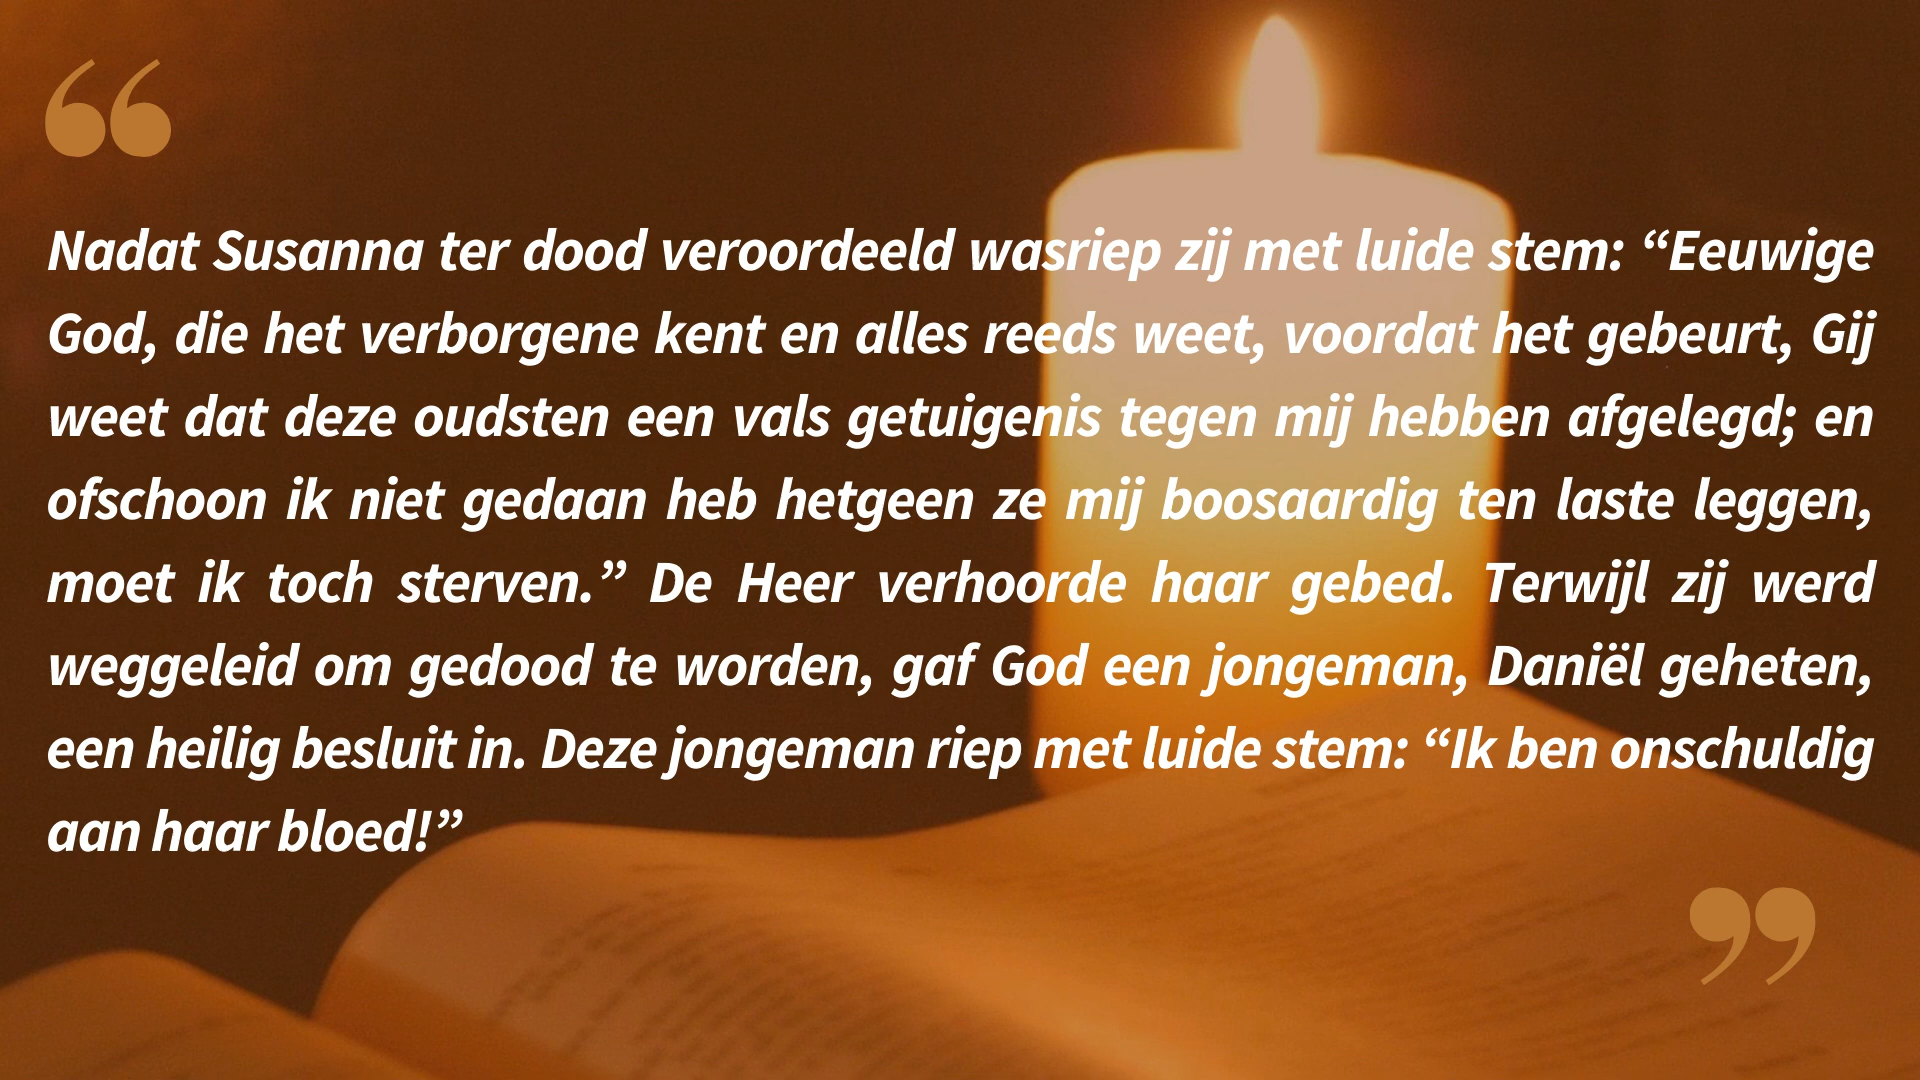 Nadat Susanna ter dood veroordeeld wasriep zij met luide stem: “Eeuwige
God, die het verborgene kent en alles reeds weet, voordat het gebeurt, Gij
weet dat deze oudsten een vals getuigenis tegen mij hebben afgelegd; en
ofschoon ik niet gedaan heb hetgeen ze mij boosaardig ten laste leggen,
moet ik toch sterven.” De Heer verhoorde haar gebed. Terwijl zij werd
weggeleid om gedood te worden, gaf God een jongeman, Daniël geheten,
een heilig besluit in. Deze jongeman riep met luide stem: “Ik ben onschuldig
aan haar bloed!”